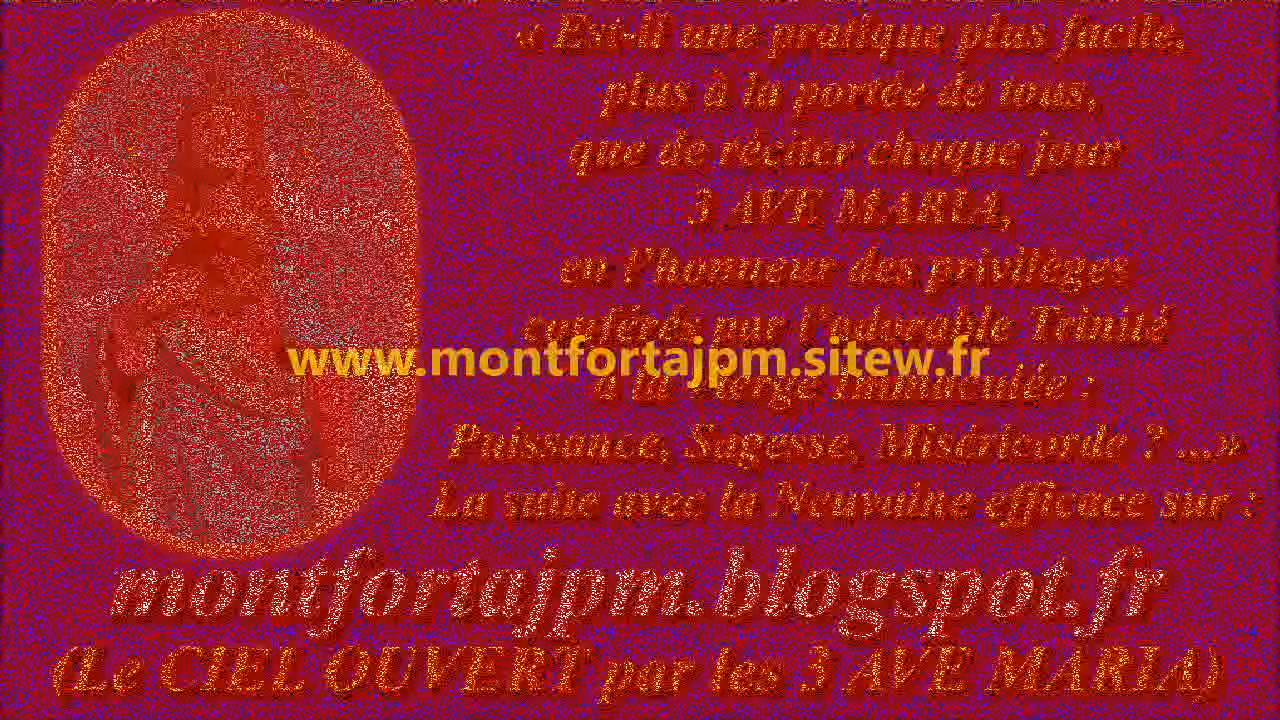 « Est-il une pratique plus facile,
plus à la portée de tous,
que de réciter chaque jour
3 AVE MARIA,
en l'honneur des privilèges
conférés par l'adorable Trinité
www.montfortajpm.sitew.fr
à la Vierge Immaculée :
Puissance, Sagesse, Miséricorde ? ...»
La suite avec la Neuvaine efficace sur :
montfortajpm.blogspot.fr
(Le CIEL OUVERT par les 3 AVE MARIA)